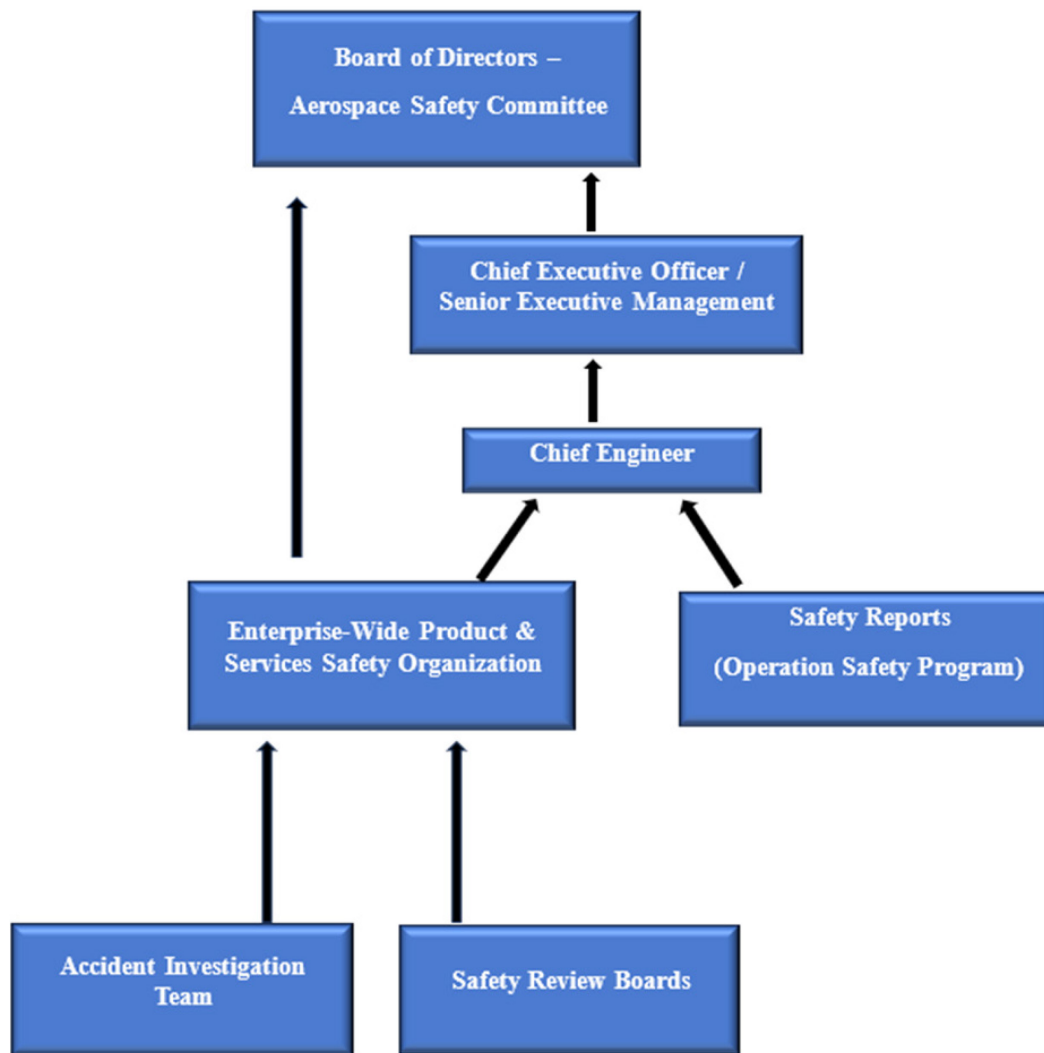 Board of Directors –
Aerospace Safety Committee
Chief Executive Officer /
Senior Executive Management
Chief Engineer
Enterprise-Wide Product &
Services Safety Organization
Safety Reports
(Operation Safety Program)
Accident Investigation
Team
Safety Review Boards